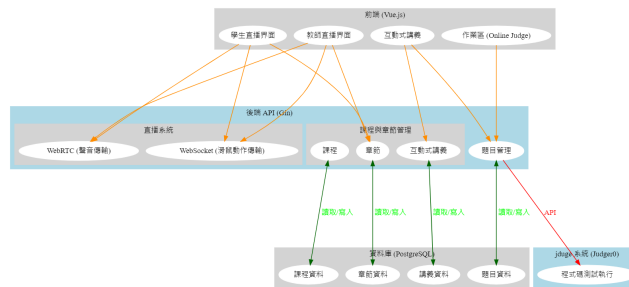 前端 (Vue.js)
學生直播界面
教師直播界面
互動式講義
作業區 (Online Judge)
後端 API (Gin)
直播系統
課程與章節管理
WebRTC (聲音傳輸)
WebSocket (滑鼠動作傳輸)
課程
章節
互動式講義
題目管理
讀取/寫入
讀取/寫入
讀取/寫入
讀取/寫入
API
資料庫 (PostgreSQL)
jduge 系統 (Judger0)
課程資料
章節資料
講義資料
題目資料
程式碼測試執行